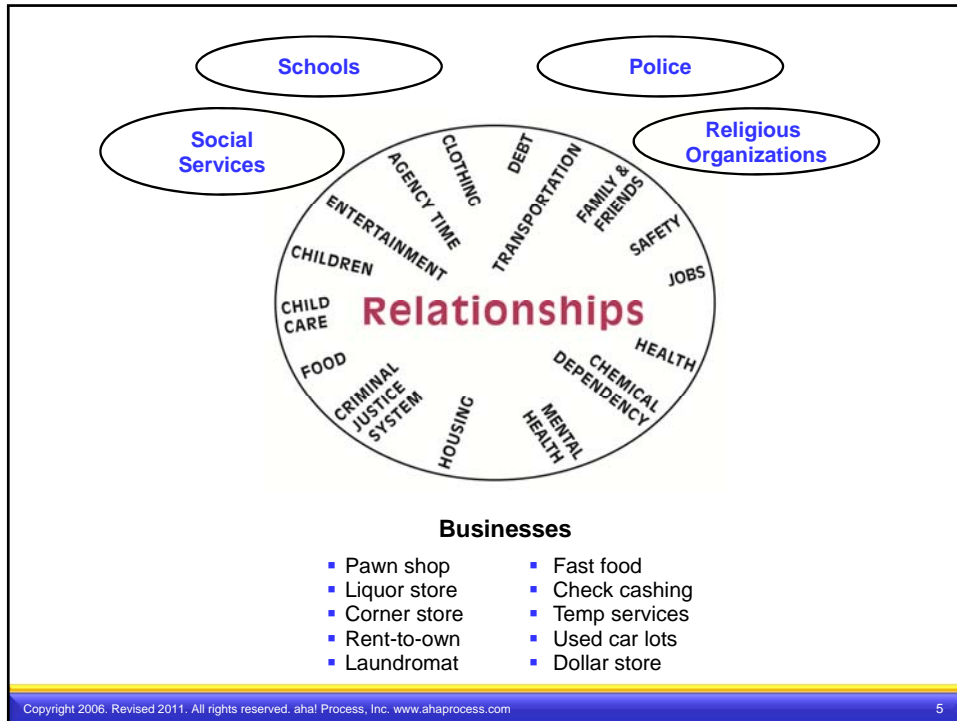 Schools
Police
Social
Services
Religious
Organizations
ENTERTAINMENT
AGENCY TIME
CLOTHING
DEBT
TRANSPORTATION
FAMILY &
FRIENDS
SAFETY
JOBS
CHILDREN
CHILD
CARE
Relationships
FOOD
CRIMINAL
JUSTICE
SYSTEM
HOUSING
MENTAL
HEALTH
CHEMICAL
DEPENDENCY
HEALTH
Businesses
▪ Pawn shop
▪ Liquor store
▪ Corner store
▪ Rent-to-own
▪ Laundromat
▪ Fast food
▪ Check cashing
▪ Temp services
▪ Used car lots
▪ Dollar store
Copyright 2006. Revised 2011. All rights reserved. aha! Process, Inc. www.ahaprocess.com
5